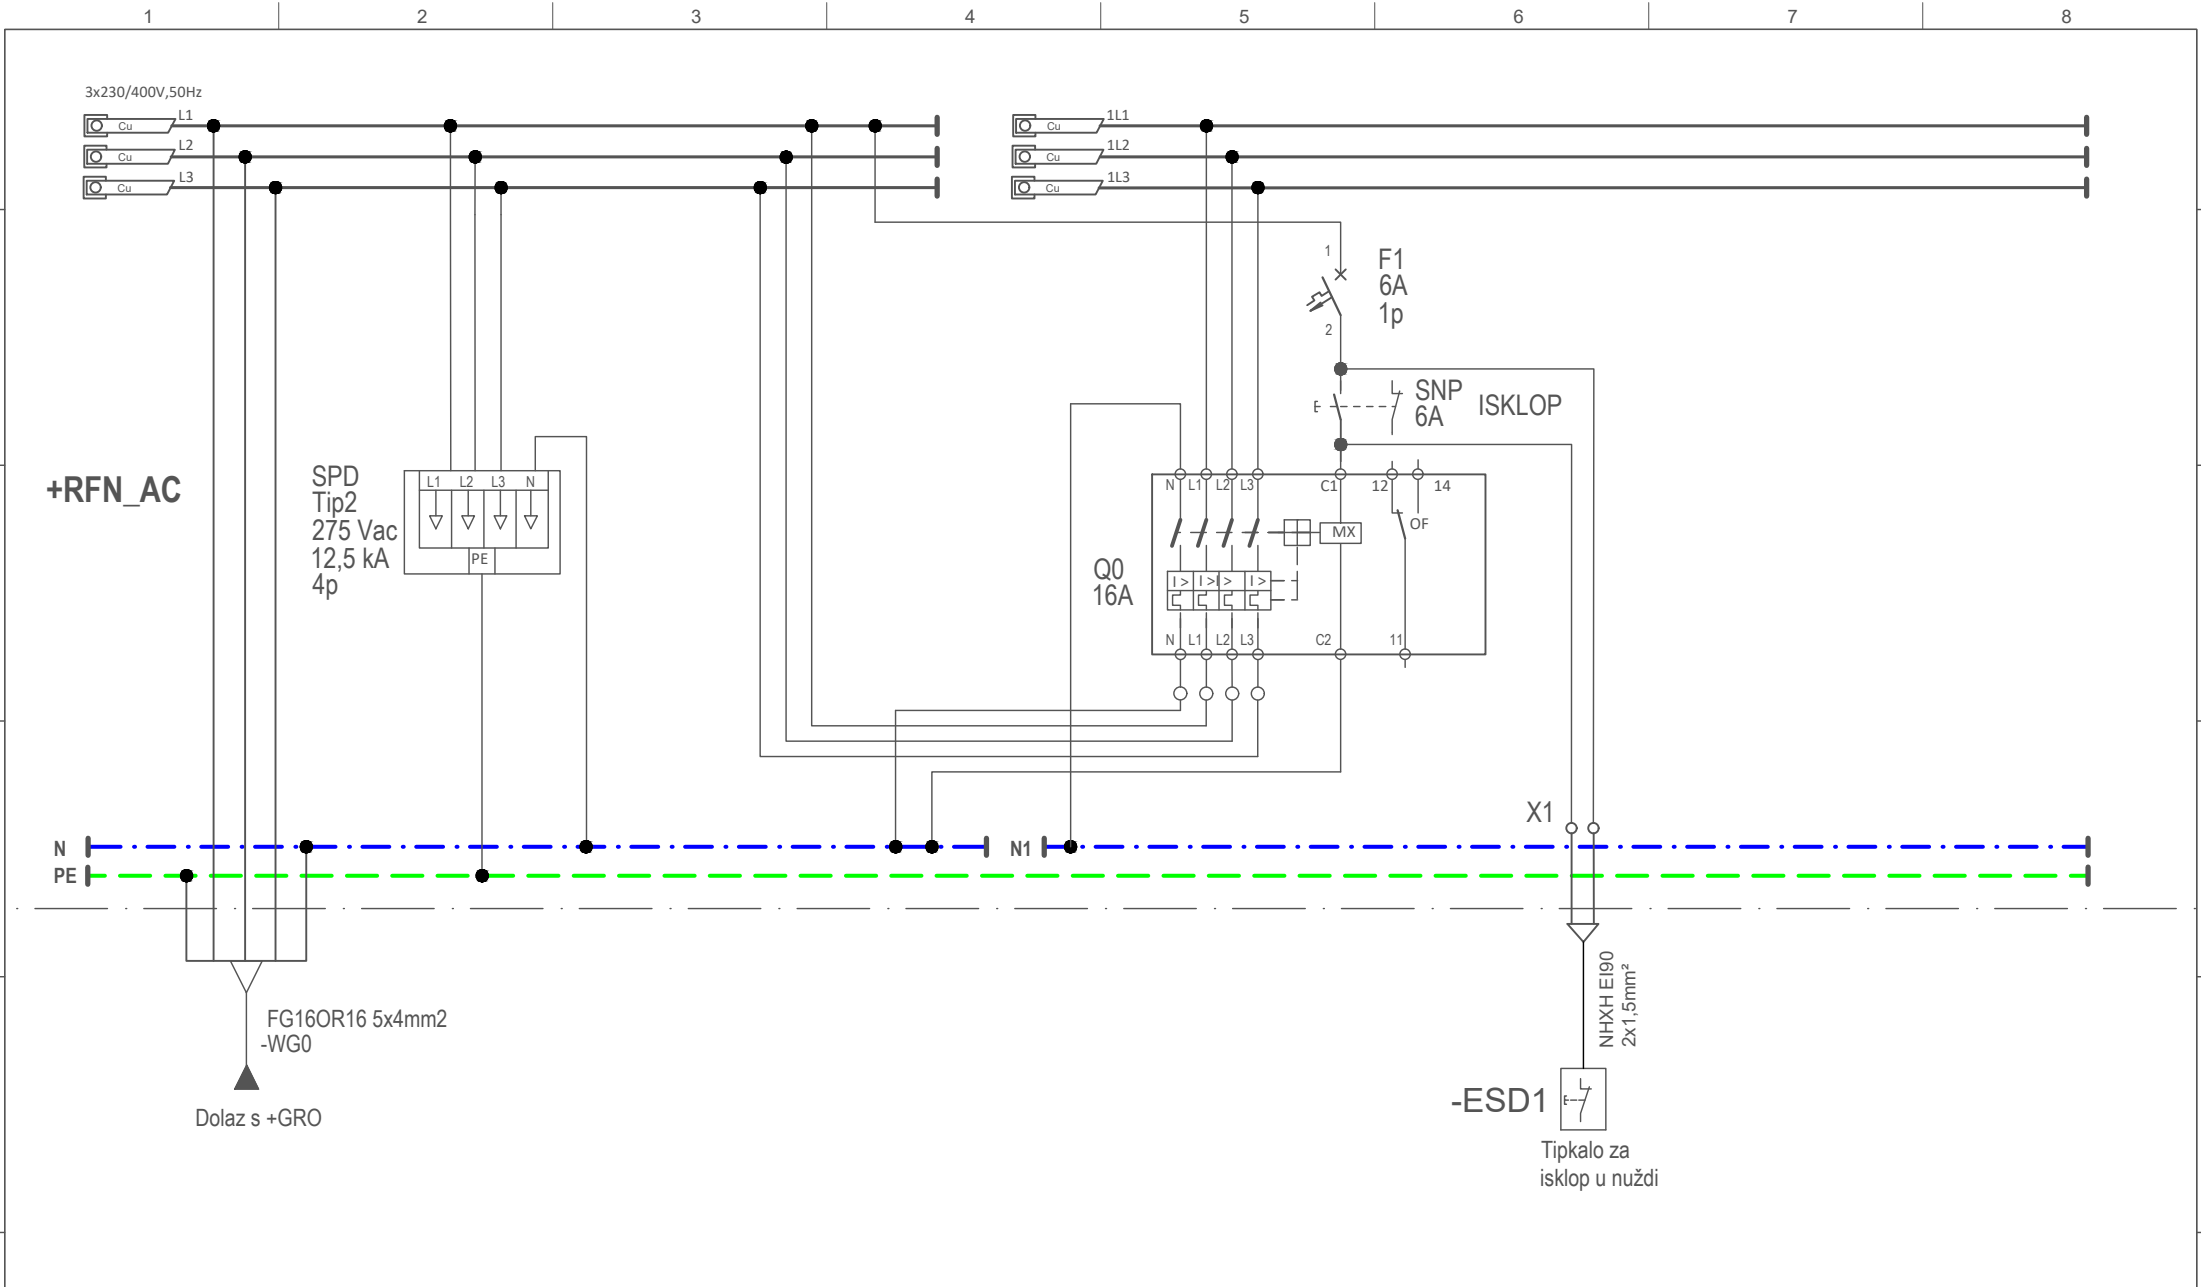 1 2 3 4 5 6 7 8
3x230/400V,50Hz
Cu L1
Cu L2
Cu L3
Cu 1L1
Cu 1L2
Cu 1L3
1
F1
6A
1p
2
SNP
6A
ISKLOP
+RFN_AC
SPD
Tip2
275 Vac
12,5 kA
4p
L1 L2 L3 N
PE
N L1 L2 L3 C1 12 14
MX
OF
Q0
16A
I > I > I > I >
N L1 L2 L3 C2 11
X1
N
N1
PE
FG16OR16 5x4mm2
-WG0
Dolaz s +GRO
NHXH EI90
2x1,5mm²
-ESD1
Tipkalo za
isklop u nuždi